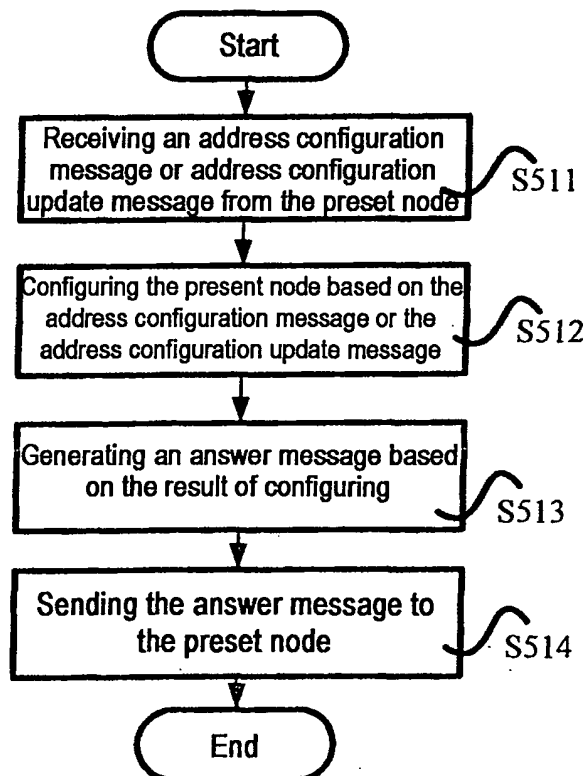 Start
Receiving an address configuration
message or address configuration
update message from the preset node
S511
Configuring the present node based on the
address configuration message or the
address configuration update message
S512
Generating an answer message based
on the result of configuring
S513
Sending the answer message to
the preset node
S514
End